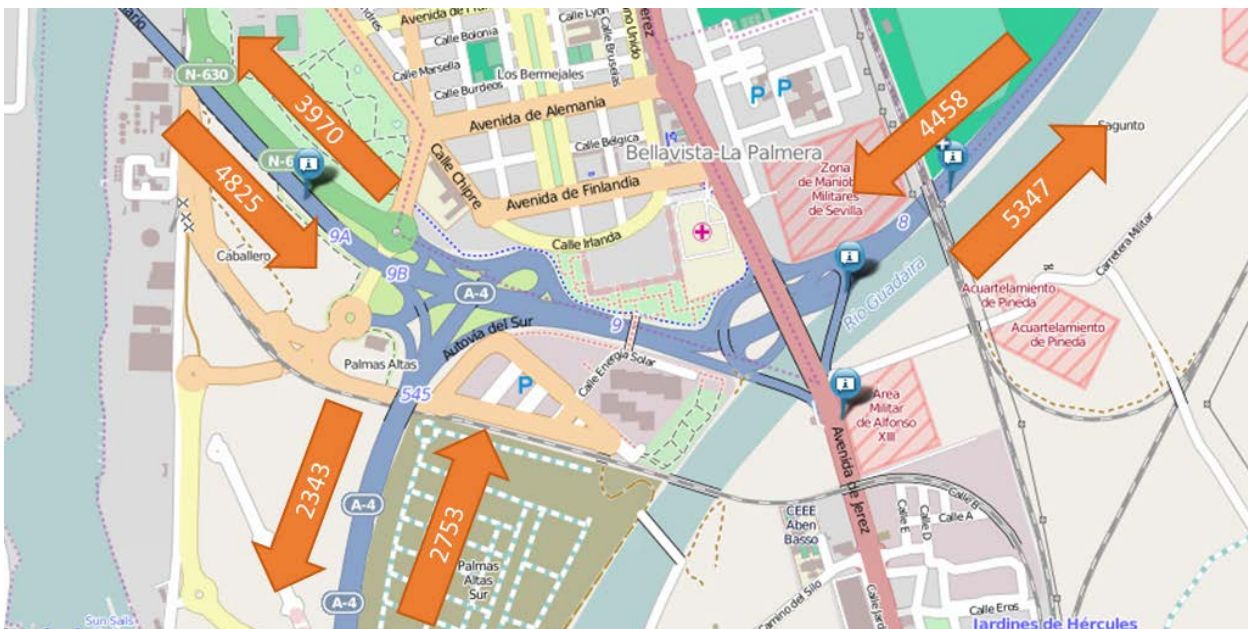 N-630
3970
4825
Calle Bolonia
Calle Lyon
Calle Marsella
Calle Bruselas
Calle Burdeos
Los Bermejales
Avenida de Alemania
Calle Bélgica
Calle Chipre
Avenida de Finlandia
Calle Irlanda
P P
Bellavista-La Palmera
Zona
Militares
de Sevilla
4458
5347
Sagunto
8
Río Guadaíra
Carretera Militar
Acuartelamiento
de Pineda
Acuartelamiento
de Pineda
Caballero
9A
9B
A-4
9
Autovía del Sur
Palmas Altas
545
P
Calle Energía Solar
Area
Militar
de Alfonso
XIII
Avenida de Jerez
2343
2753
A-4
A-4
Palmas
Altas
Sur
CEEE
Aben
Basso
Calle B
Calle A
Calle E
Calle D
Camino del Silo
Calle Eros
Jardines de Hércules
Sun Sails